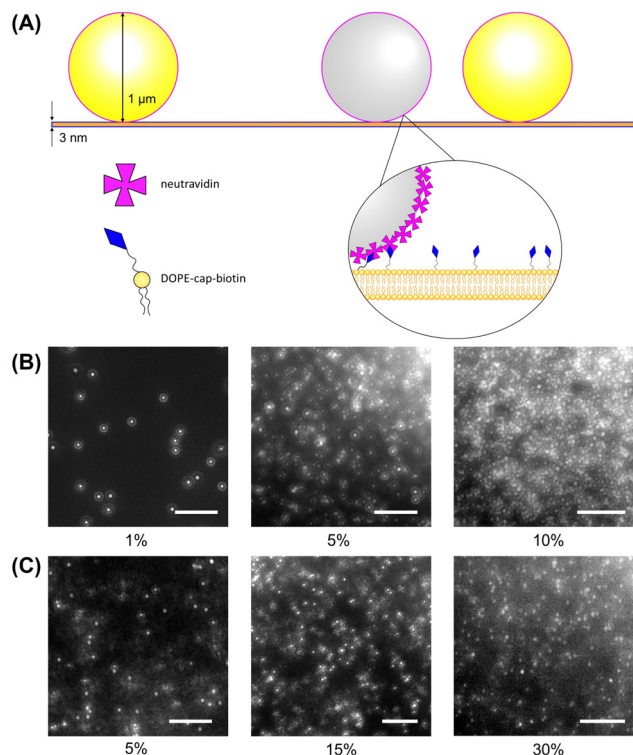 (A)
1 µm
3 nm
neutravidin
DOPE-cap-biotin
(B)
1%
5%
10%
(C)
5%
15%
30%